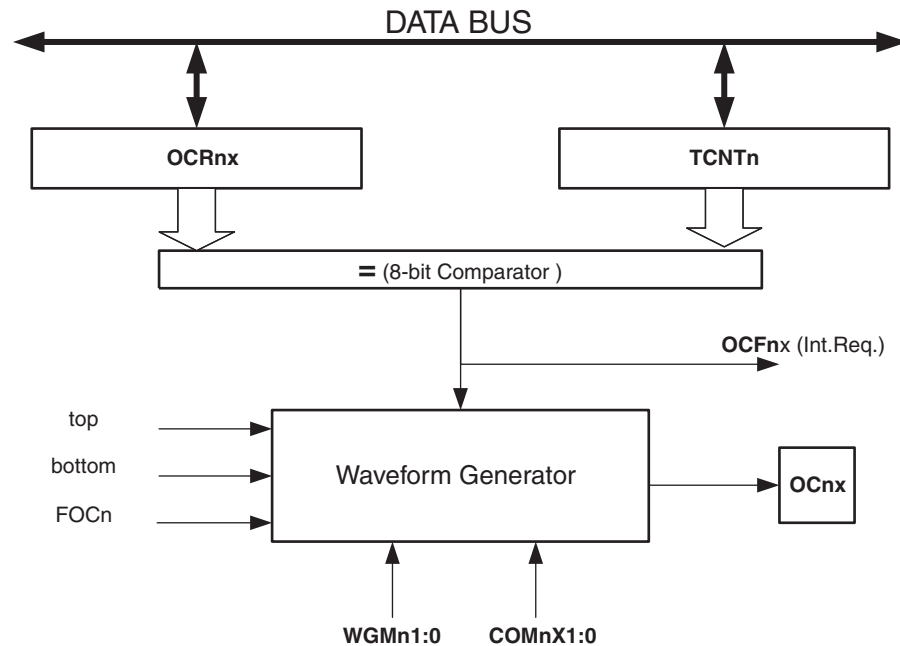 DATA BUS
OCRnx
TCNTn
= (8-bit Comparator )
OCFnx (Int.Req.)
top
bottom
FOCn
Waveform Generator
OCnx
WGMn1:0
COMnX1:0